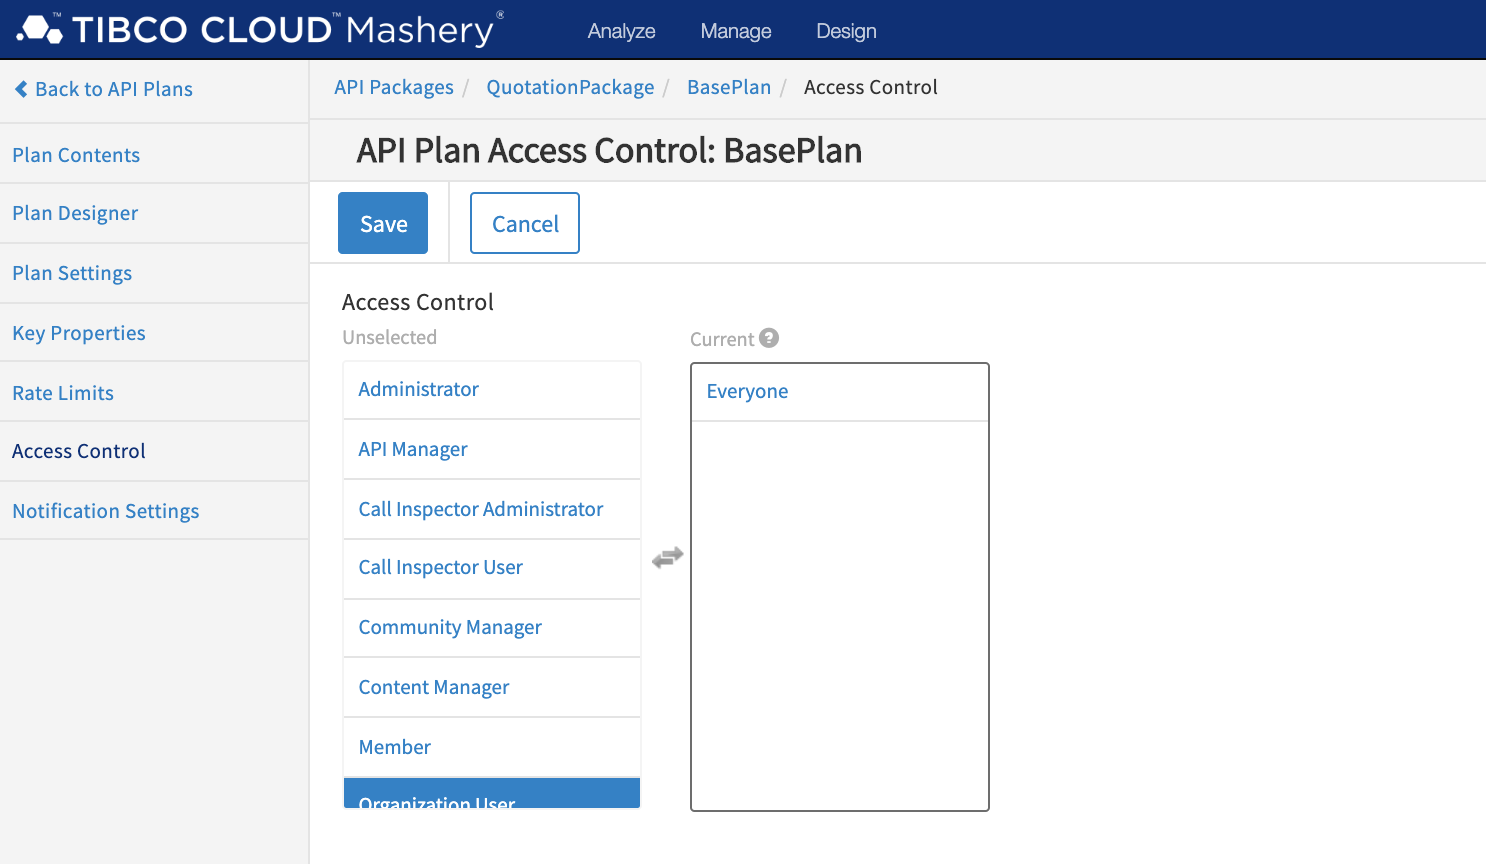 TIBCO CLOUD™ Mashery®
Analyze Manage Design
Back to API Plans
API Packages / QuotationPackage / BasePlan / Access Control
API Plan Access Control: BasePlan
Plan Contents
Plan Designer
Plan Settings
Key Properties
Rate Limits
Access Control
Notification Settings
Save Cancel
Access Control
Unselected
Administrator
API Manager
Call Inspector Administrator
Call Inspector User
Community Manager
Content Manager
Member
Organization User
Current ?
Everyone